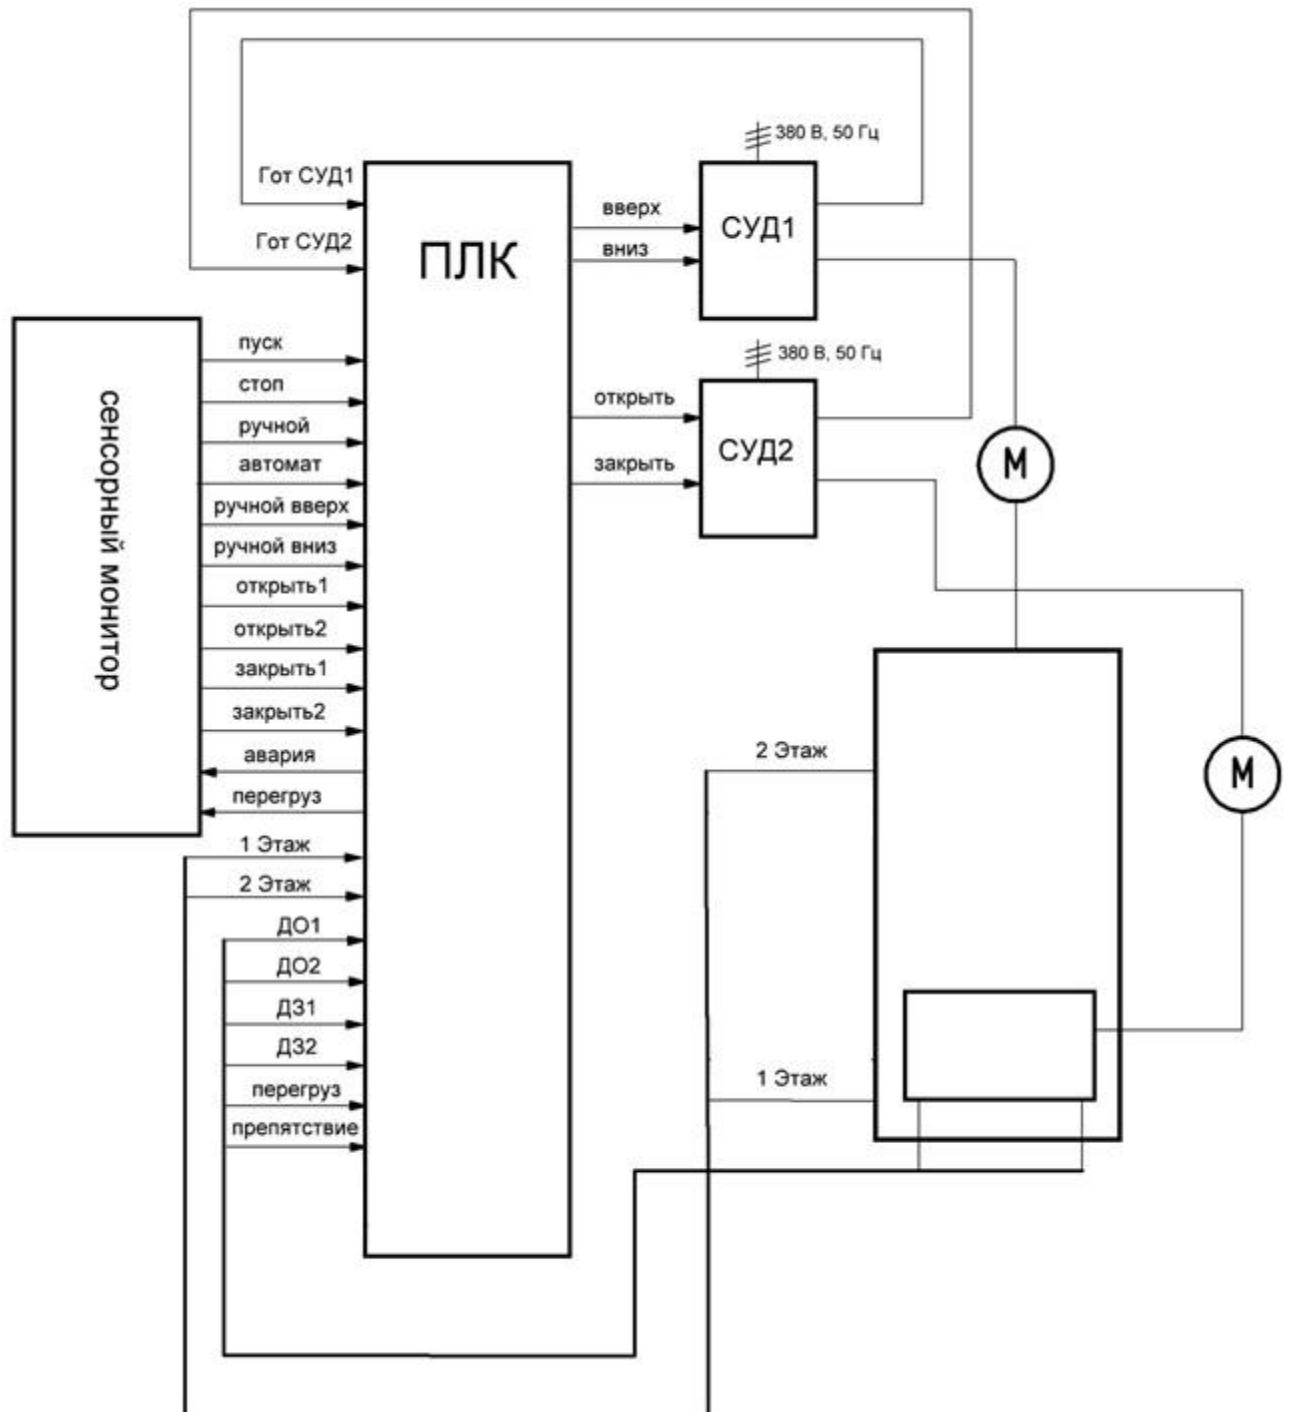 380 В, 50 Гц
Гот СУД1
вверх
СУД1
Гот СУД2
ПЛК
вниз
пуск
380 В, 50 Гц
стоп
открыть
ручной
СУД2
М
автомат
закрыть
сенсорный монитор
ручной вверх
ручной вниз
открыть1
открыть2
закрыть1
закрыть2
авария
2 Этаж
М
перегруз
1 Этаж
2 Этаж
ДО1
ДО2
ДЗ1
ДЗ2
1 Этаж
перегруз
препятствие